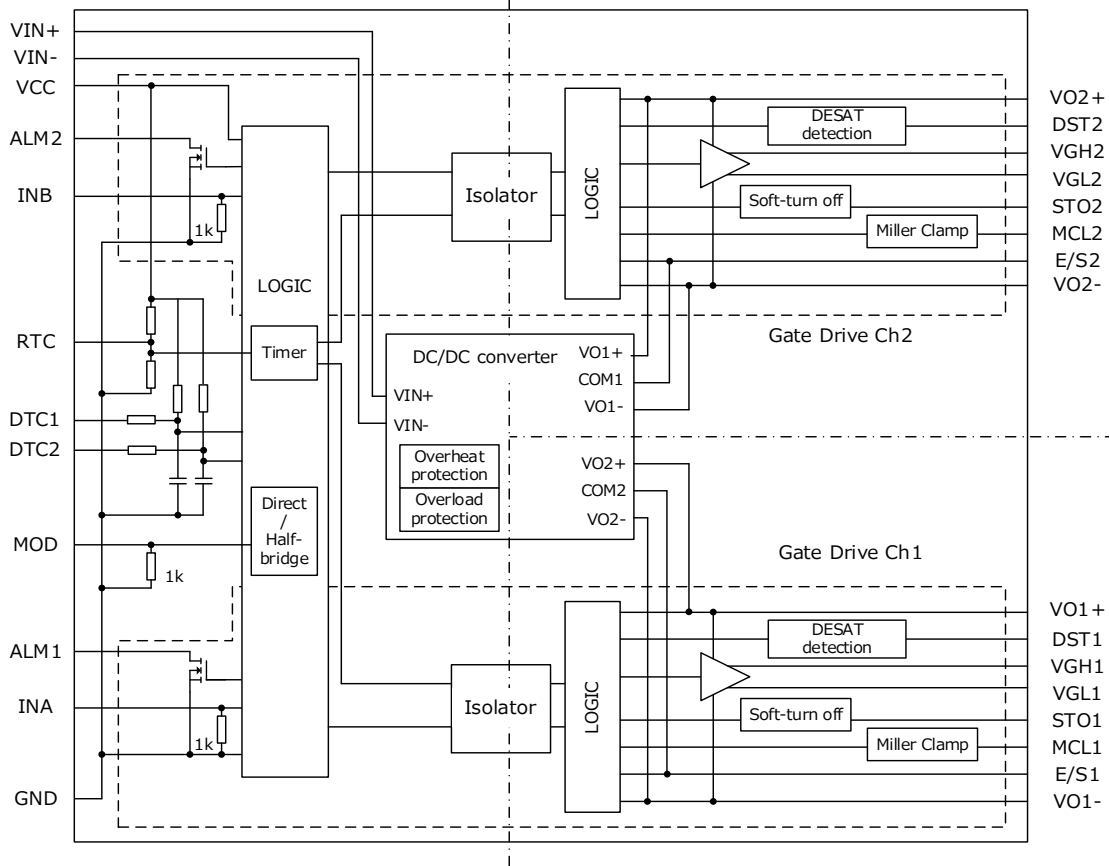 VIN+
VIN-
VCC
ALM2
INB
1k
RTC
DTC1
DTC2
MOD
1k
ALM1
INA
1k
GND
LOGIC
Timer
Direct
/
Half-
bridge
Isolator
LOGIC
DESAT
detection
Soft-turn off
Miller Clamp
VO2+
DST2
VGH2
VGL2
STO2
MCL2
E/S2
VO2-
Gate Drive Ch2
DC/DC converter
VIN+
VIN-
Overheat
protection
Overload
protection
VO1+
COM1
VO1-
VO2+
COM2
VO2-
Gate Drive Ch1
Isolator
LOGIC
DESAT
detection
Soft-turn off
Miller Clamp
VO1+
DST1
VGH1
VGL1
STO1
MCL1
E/S1
VO1-